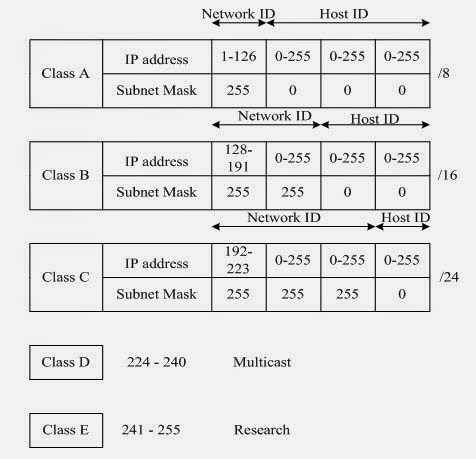 Network ID Host ID
Class A IP address 1-126 0-255 0-255 0-255 /8
Subnet Mask 255 0 0 0
Network ID Host ID
Class B IP address 128-191 0-255 0-255 0-255 /16
Subnet Mask 255 255 0 0
Network ID Host ID
Class C IP address 192-223 0-255 0-255 0-255 /24
Subnet Mask 255 255 255 0
Class D 224 - 240 Multicast
Class E 241 - 255 Research